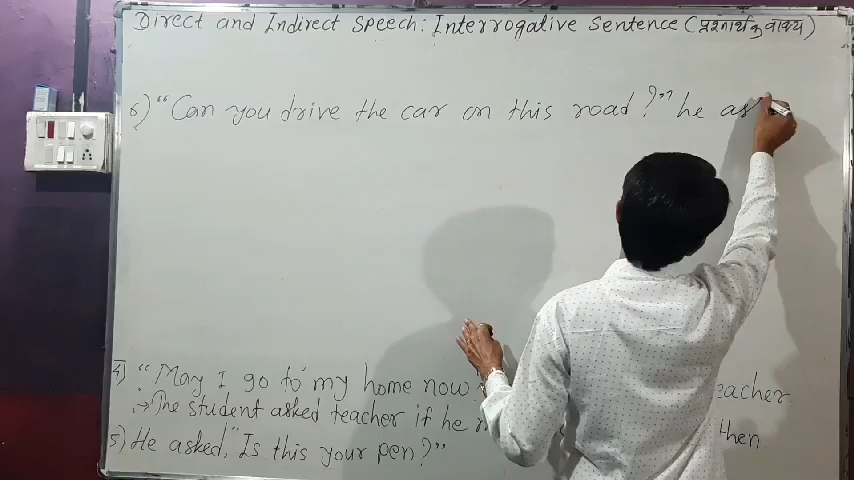 Direct and Indirect Speech: Interrogative Sentence (प्रश्नार्थक वाक्य)
6) "Can you drive the car on this road?" he as
4) "May I go to my home now eacher
→ The student asked teacher if he then
5) He asked, "Is this your pen?"